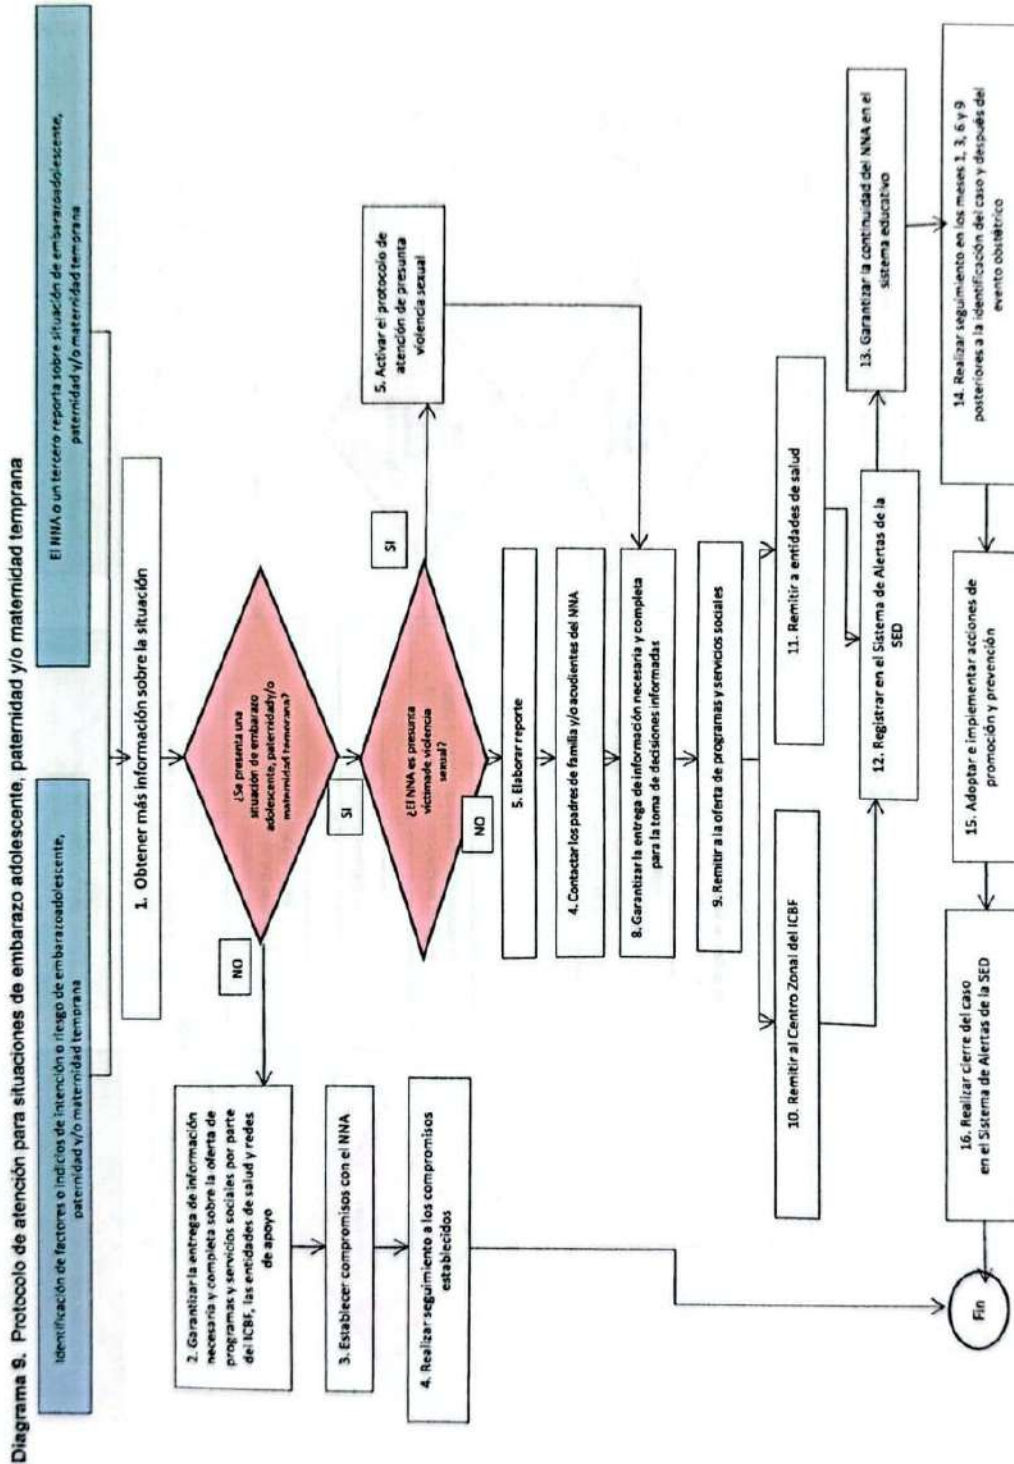 Diagrama 9. Protocolo de atención para situaciones de embarazo adolescente, paternidad y/o maternidad temprana
Identificación de factores o indicios de intención o riesgo de embarazoadolescente,
paternidad y/o maternidad temprana
El NNA o un tercero reporta sobre situación de embarazoadolescente,
paternidad y/o maternidad temprana
1. Obtener más información sobre la situación
¿Se presenta una
situación de embarazo
adolescente, paternidad y/o
maternidad temprana?
NO
SI
2. Garantizar la entrega de información
necesaria y completa sobre la oferta de
programas y servicios sociales por parte
del ICBF, las entidades de salud y redes
de apoyo
3. Establecer compromisos con el NNA
4. Realizar seguimiento a los compromisos
establecidos
¿El NNA es presunta
víctima de violencia
sexual?
SI
NO
5. Activar el protocolo de
atención de presunta
violencia sexual
5. Elaborar reporte
4. Contactar los padres de familia y/o acudientes del NNA
8. Garantizar la entrega de información necesaria y completa
para la toma de decisiones informadas
9. Remitir a la oferta de programas y servicios sociales
10. Remitir al Centro Zonal del ICBF
11. Remitir a entidades de salud
12. Registrar en el Sistema de Alertas de la
SED
13. Garantizar la continuidad del NNA en el
sistema educativo
14. Realizar seguimiento en los meses 1, 3, 6 y 9
posteriores a la identificación del caso y después del
evento obstétrico
15. Adoptar e implementar acciones de
promoción y prevención
16. Realizar cierre del caso
en el Sistema de Alertas de la SED
Fin